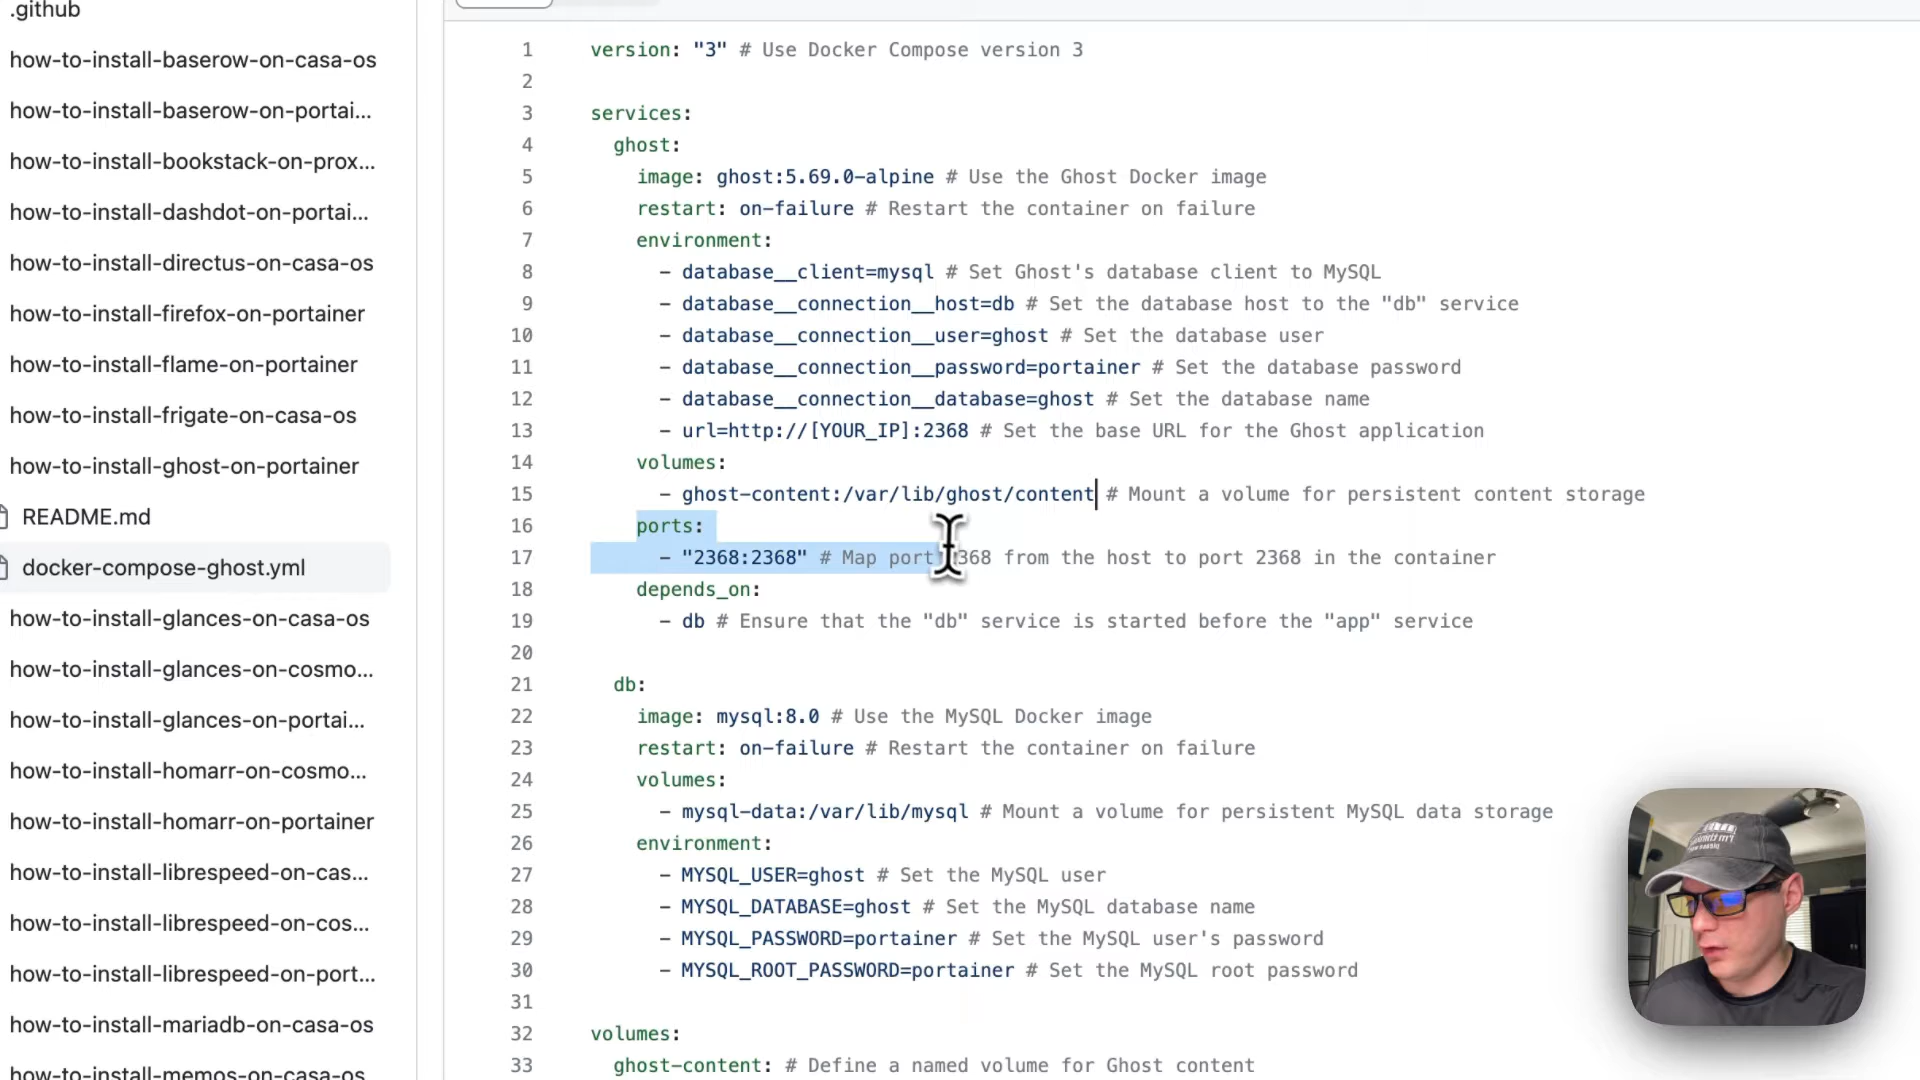 .github
how-to-install-baserow-on-casa-os
how-to-install-baserow-on-portai...
how-to-install-bookstack-on-prox...
how-to-install-dashdot-on-portai...
how-to-install-directus-on-casa-os
how-to-install-firefox-on-portainer
how-to-install-flame-on-portainer
how-to-install-frigate-on-casa-os
how-to-install-ghost-on-portainer
README.md
docker-compose-ghost.yml
how-to-install-glances-on-casa-os
how-to-install-glances-on-cosmo...
how-to-install-glances-on-portai...
how-to-install-homarr-on-cosmo...
how-to-install-homarr-on-portainer
how-to-install-librespeed-on-cas...
how-to-install-librespeed-on-cos...
how-to-install-librespeed-on-port...
how-to-install-mariadb-on-casa-os
how-to-install-memos-on-casa-os
1 version: "3" # Use Docker Compose version 3
2
3 services:
4 ghost:
5 image: ghost:5.69.0-alpine # Use the Ghost Docker image
6 restart: on-failure # Restart the container on failure
7 environment:
8 - database__client=mysql # Set Ghost's database client to MySQL
9 - database__connection__host=db # Set the database host to the "db" service
10 - database__connection__user=ghost # Set the database user
11 - database__connection__password=portainer # Set the database password
12 - database__connection__database=ghost # Set the database name
13 - url=http://[YOUR_IP]:2368 # Set the base URL for the Ghost application
14 volumes:
15 - ghost-content:/var/lib/ghost/content # Mount a volume for persistent content storage
16 ports:
17 - "2368:2368" # Map port 2368 from the host to port 2368 in the container
18 depends_on:
19 - db # Ensure that the "db" service is started before the "app" service
20
21 db:
22 image: mysql:8.0 # Use the MySQL Docker image
23 restart: on-failure # Restart the container on failure
24 volumes:
25 - mysql-data:/var/lib/mysql # Mount a volume for persistent MySQL data storage
26 environment:
27 - MYSQL_USER=ghost # Set the MySQL user
28 - MYSQL_DATABASE=ghost # Set the MySQL database name
29 - MYSQL_PASSWORD=portainer # Set the MySQL user's password
30 - MYSQL_ROOT_PASSWORD=portainer # Set the MySQL root password
31
32 volumes:
33 ghost-content: # Define a named volume for Ghost content